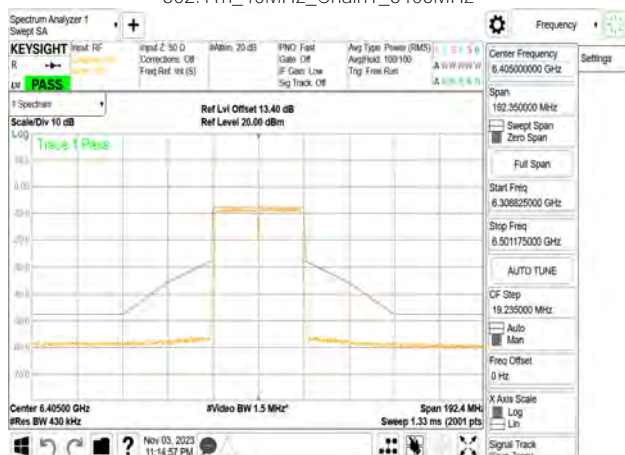 Spectrum Analyzer 1
Swept SA
Frequency
Settings
KEYSIGHT
Input: RF
R
PASS
Input Z: 50 Ω
Corrections: Off
Freq Ref: Int (S)
#Atten: 20 dB
PNO: Fast
Gate: Off
IF Gain: Low
Sig Track: Off
Avg Type: Power (RMS)
Avg|Hold: 100/100
Trig: Free Run
1 Spectrum
Scale/Div 10 dB
Ref Lvl Offset 13.40 dB
Ref Level 20.00 dBm
Log
Trace 1 Pass
10.0
0.00
Center 6.40500 GHz
#Res BW 430 kHz
#Video BW 1.5 MHz*
Span 192.4 MHz
Sweep 1.33 ms (2001 pts
Nov 03, 2023
11:14:57 PM
Center Frequency
6.405000000 GHz
Span
192.350000 MHz
Swept Span
Zero Span
Full Span
Start Freq
6.308825000 GHz
Stop Freq
6.501175000 GHz
AUTO TUNE
CF Step
19.235000 MHz
Auto
Man
Freq Offset
0 Hz
X Axis Scale
Log
Lin
Signal Track